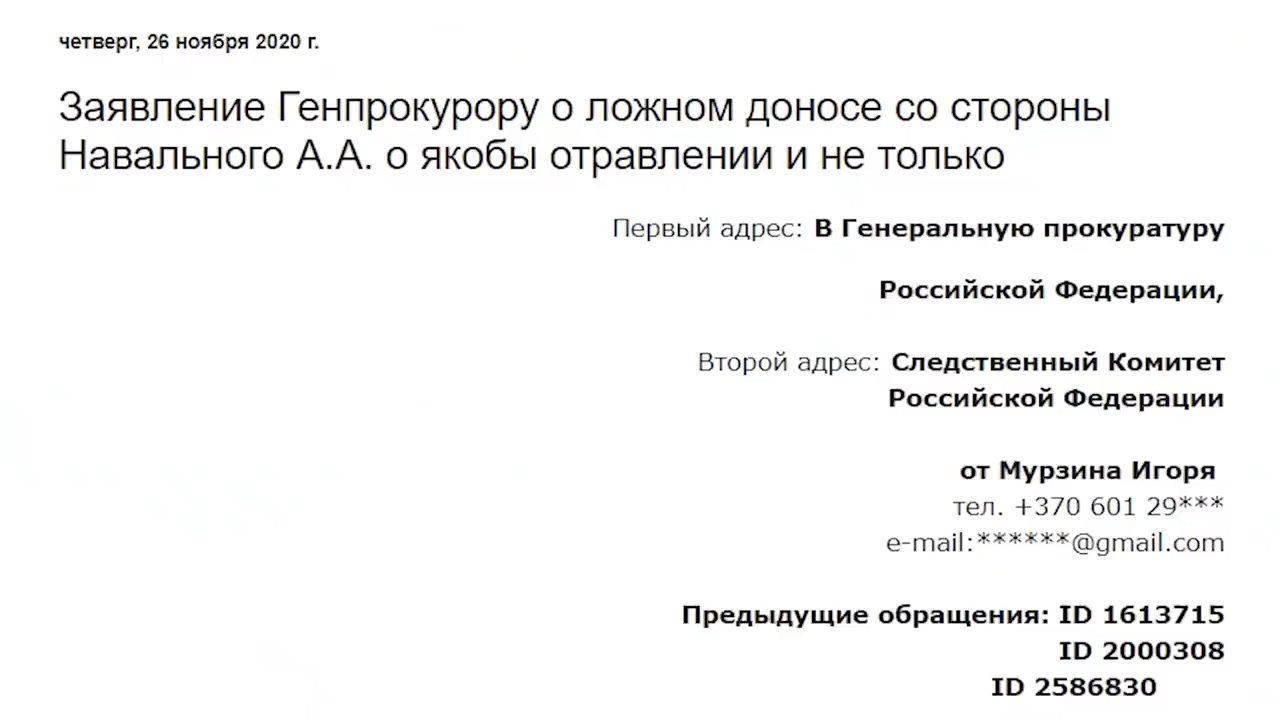 четверг, 26 ноября 2020 г.
Заявление Генпрокурору о ложном доносе со стороны
Навального А.А. о якобы отравлении и не только
Первый адрес: В Генеральную прокуратуру
Российской Федерации,
Второй адрес: Следственный Комитет
Российской Федерации
от Мурзина Игоря
тел. +370 601 29***
e-mail:******@gmail.com
Предыдущие обращения: ID 1613715
ID 2000308
ID 2586830